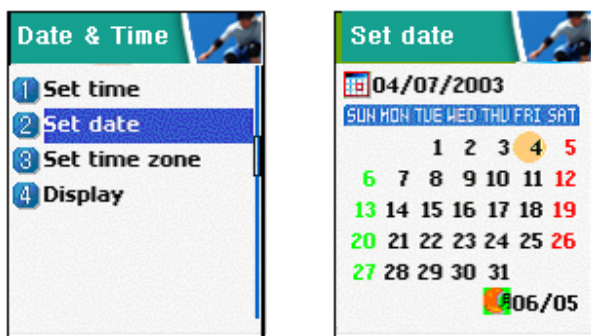 Date & Time
1 Set time
2 Set date
3 Set time zone
4 Display
Set date
04/07/2003
SUN MON TUE WED THU FRI SAT
1 2 3 4 5
6 7 8 9 10 11 12
13 14 15 16 17 18 19
20 21 22 23 24 25 26
27 28 29 30 31
月06/05